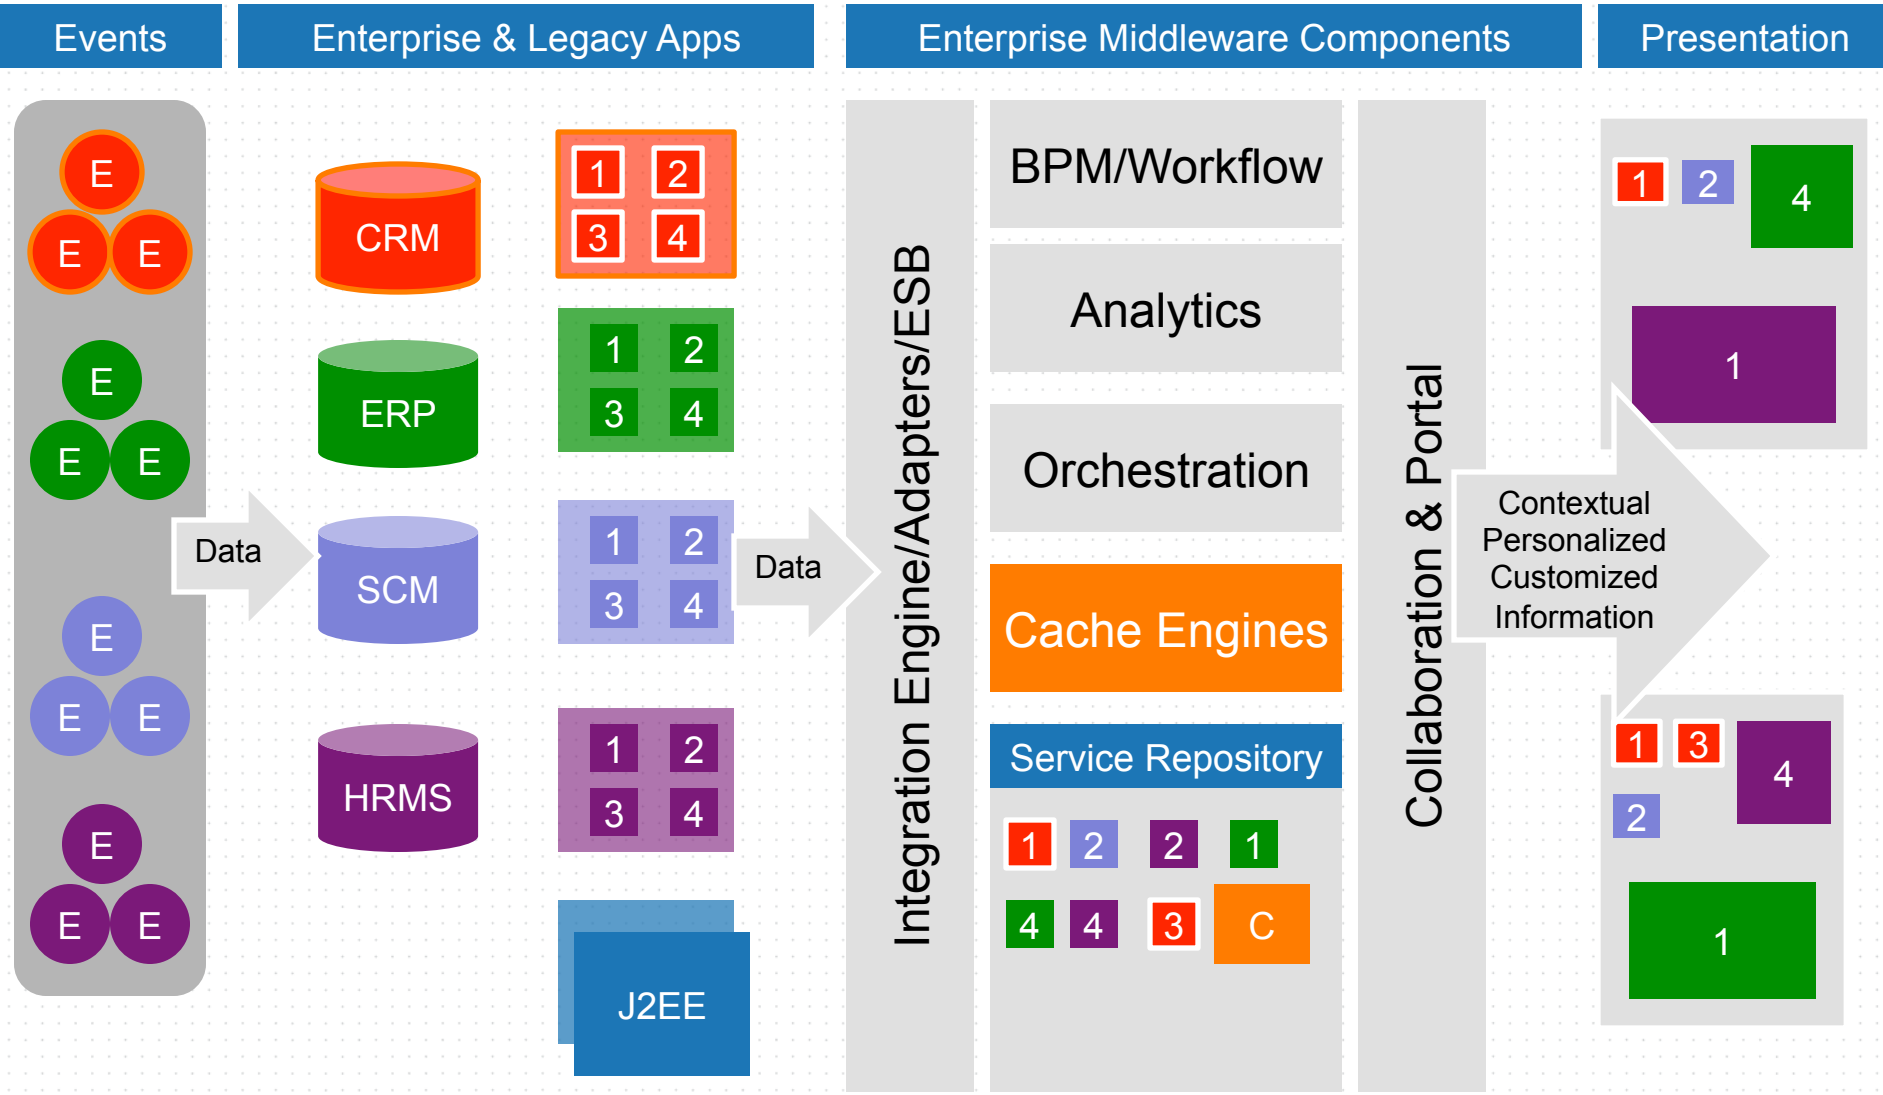 Events
Enterprise & Legacy Apps
Enterprise Middleware Components
Presentation
E
E E
E
E E
E
E E
E
E E
Data
CRM
ERP
SCM
HRMS
1 2
3 4
1 2
3 4
1 2
3 4
1 2
3 4
J2EE
Data
Integration Engine/Adapters/ESB
BPM/Workflow
Analytics
Orchestration
Cache Engines
Service Repository
1 2 2 1
4 4 3 C
Collaboration & Portal
Contextual
Personalized
Customized
Information
1 2 4
1
1 3 4
2
1